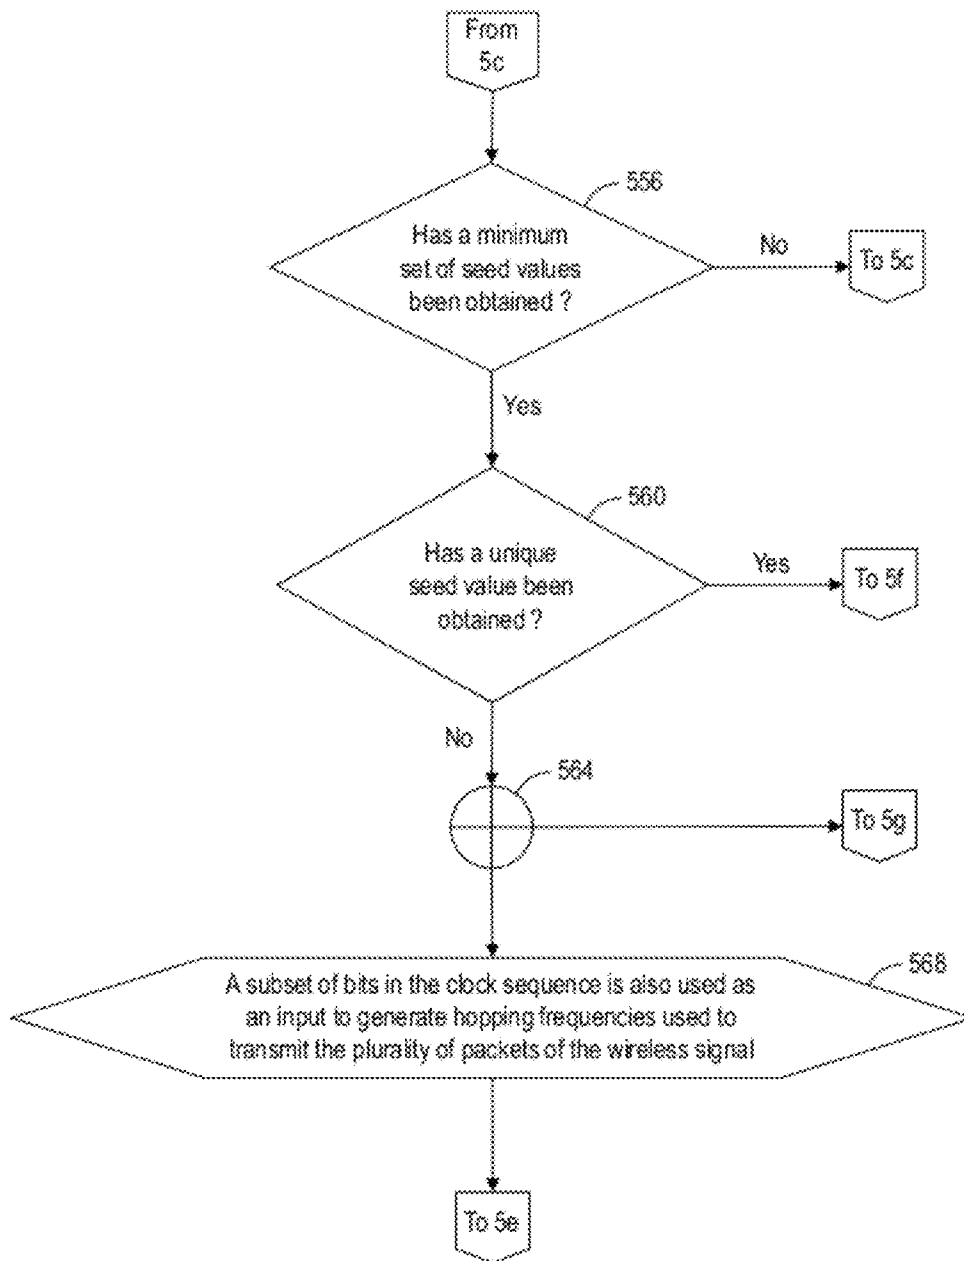 From
5c
556
Has a minimum
set of seed values
been obtained ?
No
To 5c
Yes
560
Has a unique
seed value been
obtained ?
Yes
To 5f
No
564
To 5g
568
A subset of bits in the clock sequence is also used as
an input to generate hopping frequencies used to
transmit the plurality of packets of the wireless signal
To 5e